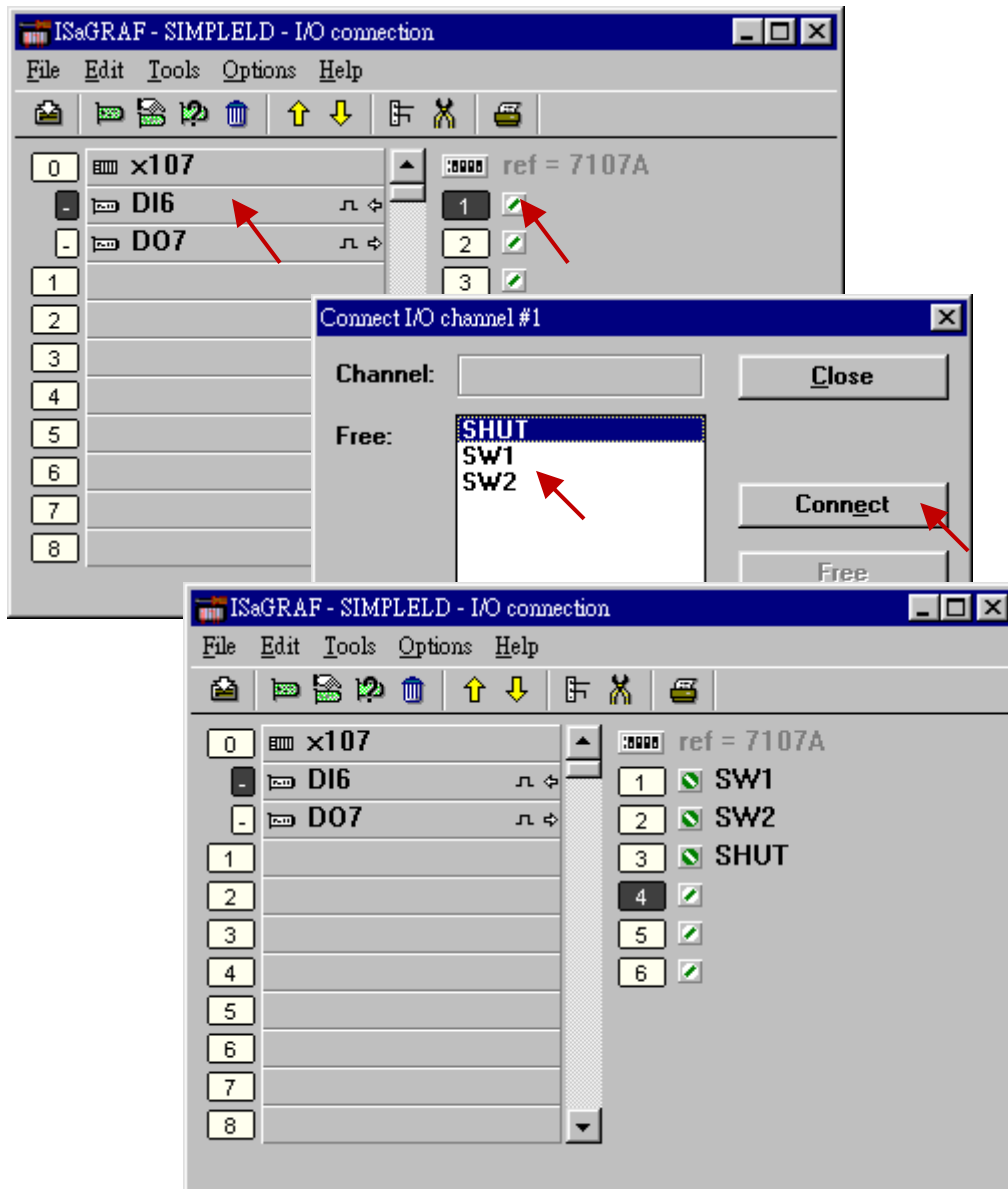 ISaGRAF - SIMPLELD - I/O connection
File Edit Tools Options Help
0 x107
- DI6
- DO7
1
2
3
4
5
6
7
8
ref = 7107A
1
2
3
Connect I/O channel #1
Channel:
Close
Free:
SHUT
SW1
SW2
Connect
Free
ISaGRAF - SIMPLELD - I/O connection
File Edit Tools Options Help
0 x107
- DI6
- DO7
1
2
3
4
5
6
7
8
ref = 7107A
1 SW1
2 SW2
3 SHUT
4
5
6